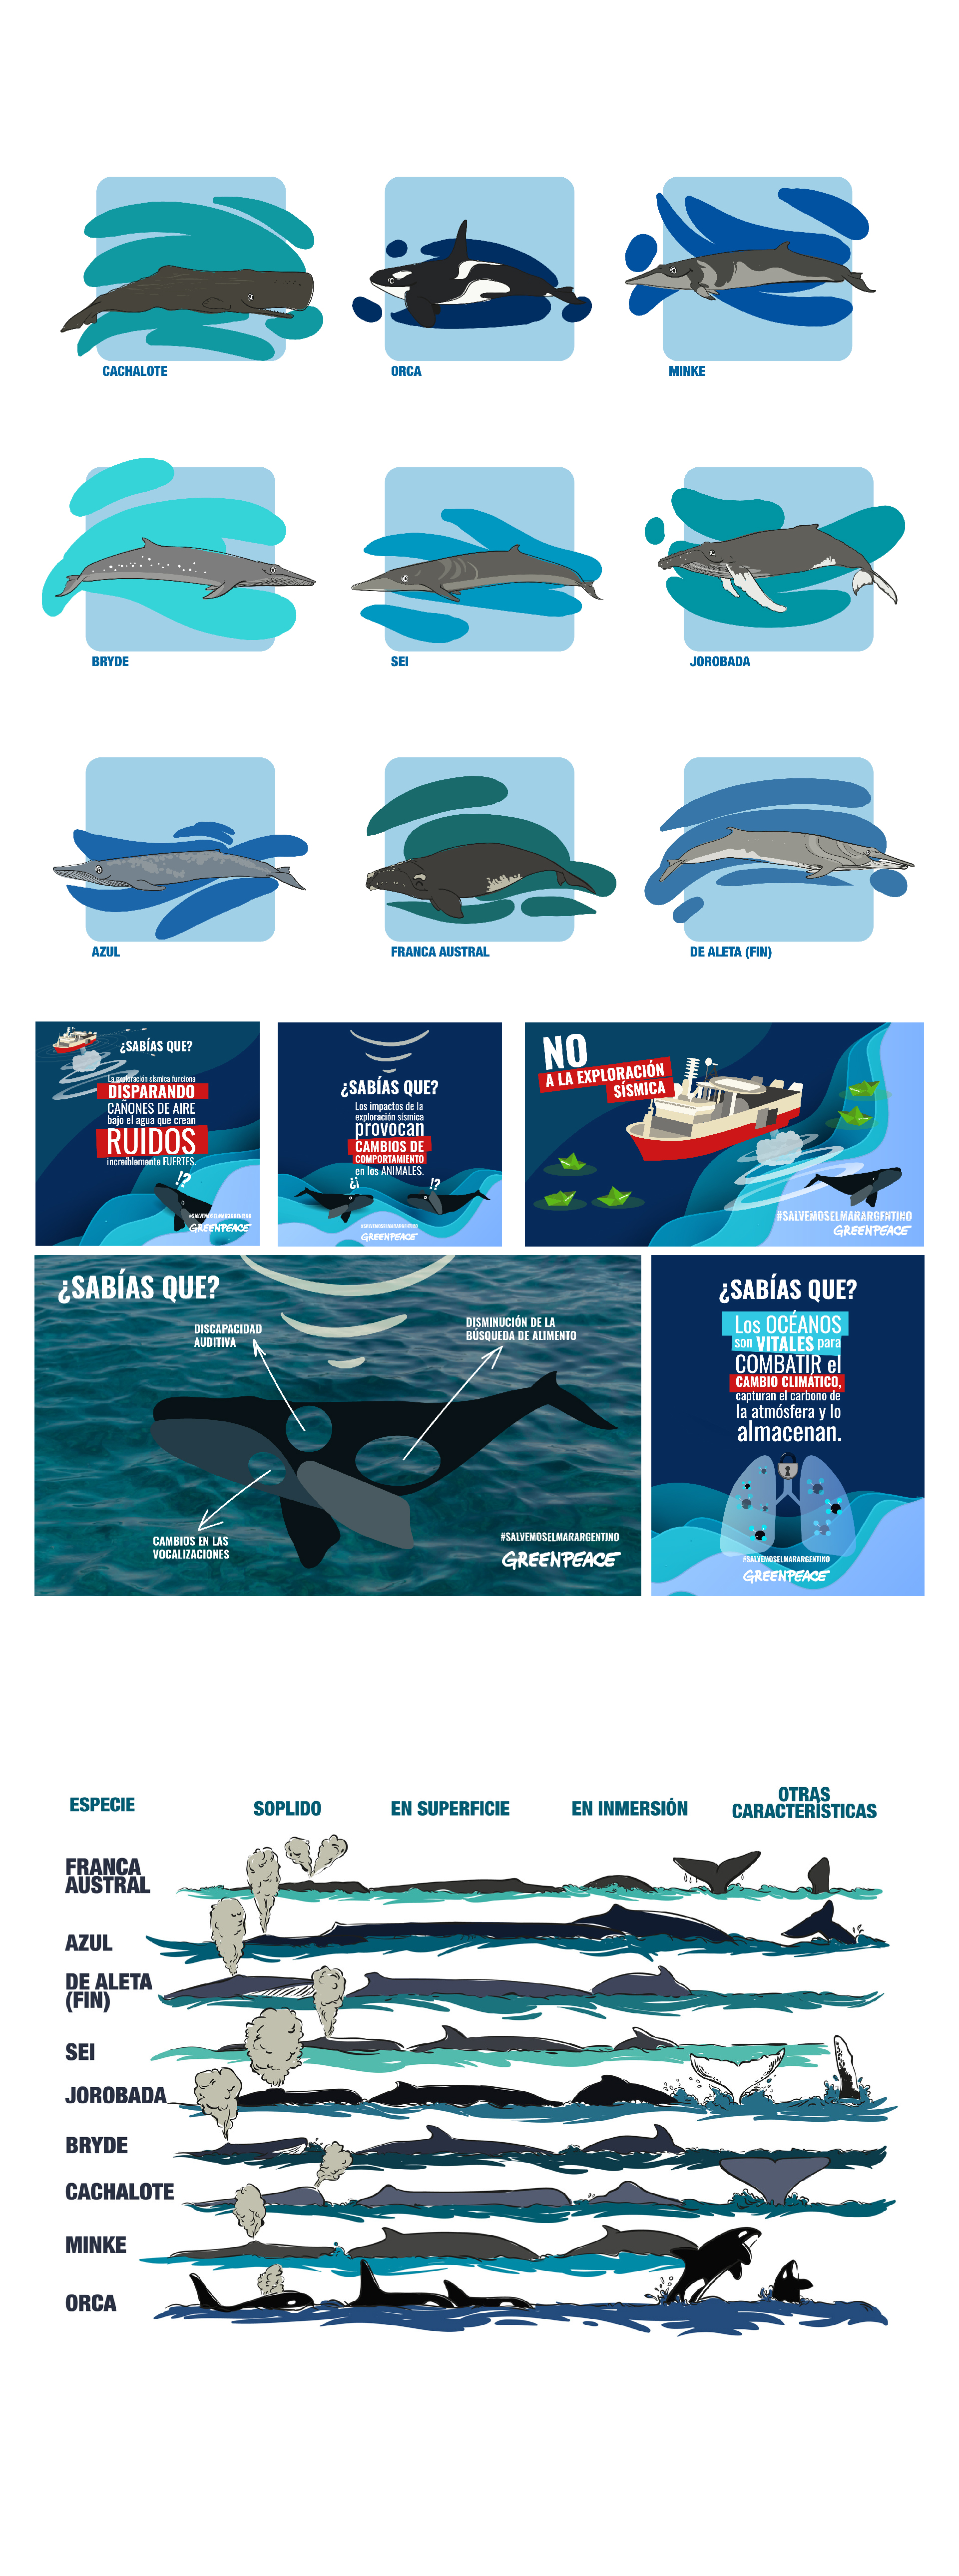 CACHALOTE
ORCA
MINKE
BRYDE
SEI
JOROBADA
AZUL
FRANCA AUSTRAL
DE ALETA (FIN)
¿SABÍAS QUE?
La exploración sísmica funciona
DISPARANDO
CAÑONES DE AIRE
bajo el agua que crean
RUIDOS
increíblemente FUERTES.
!?
#SALVEMOSELMARARGENTINO
GREENPEACE
¿SABÍAS QUE?
Los impactos de la
exploración sísmica
provocan
CAMBIOS DE
COMPORTAMIENTO
en los ANIMALES.
¿¡
!?
#SALVEMOSELMARARGENTINO
GREENPEACE
NO
A LA EXPLORACIÓN
SÍSMICA
#SALVEMOSELMARARGENTINO
GREENPEACE
¿SABÍAS QUE?
DISCAPACIDAD
AUDITIVA
DISMINUCIÓN DE LA
BÚSQUEDA DE ALIMENTO
CAMBIOS EN LAS
VOCALIZACIONES
#SALVEMOSELMARARGENTINO
GREENPEACE
¿SABÍAS QUE?
Los OCÉANOS
son VITALES para
COMBATIR el
CAMBIO CLIMÁTICO,
capturan el carbono de
la atmósfera y lo
almacenan.
#SALVEMOSELMARARGENTINO
GREENPEACE
ESPECIE
SOPLIDO
EN SUPERFICIE
EN INMERSIÓN
OTRAS
CARACTERÍSTICAS
FRANCA
AUSTRAL
AZUL
DE ALETA
(FIN)
SEI
JOROBADA
BRYDE
CACHALOTE
MINKE
ORCA